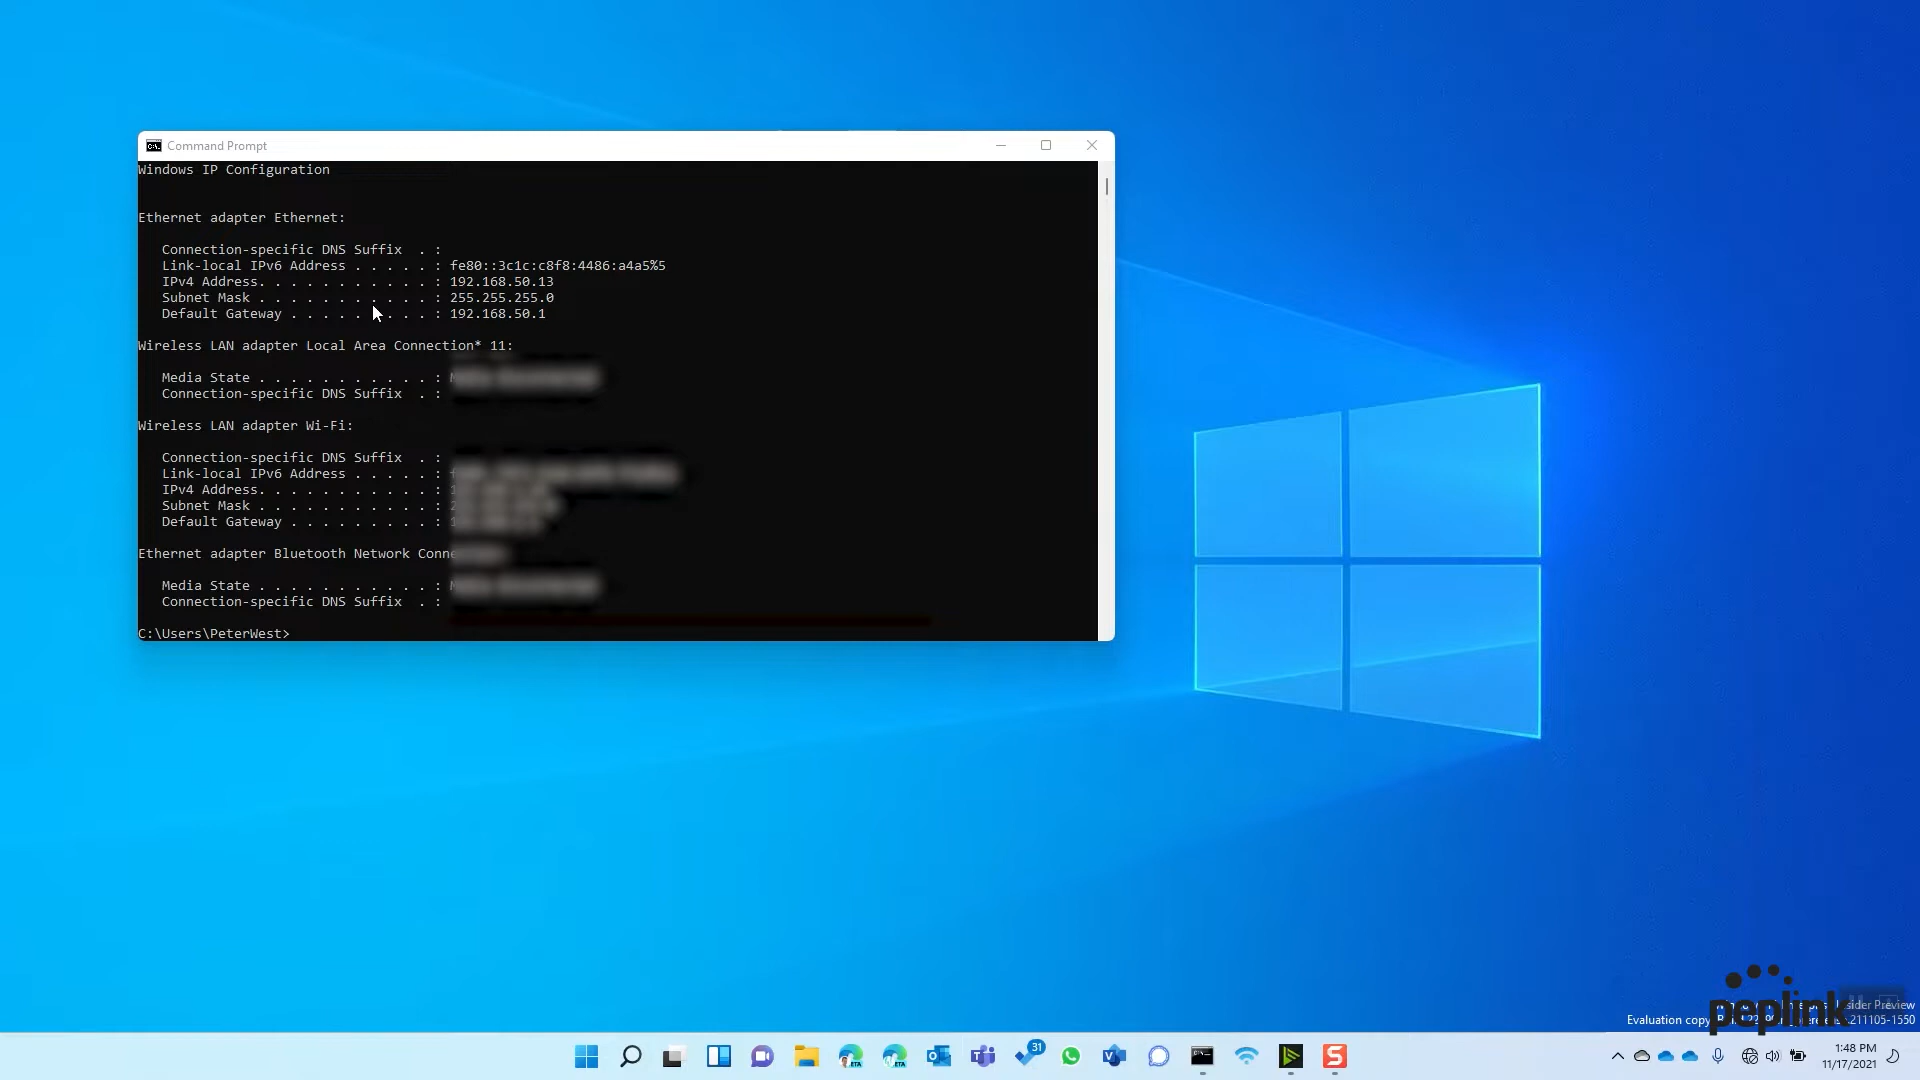 Command Prompt
Windows IP Configuration
Ethernet adapter Ethernet:
Connection-specific DNS Suffix . :
Link-local IPv6 Address . . . . . : fe80::3c1c:c8f8:4486:a4a5%5
IPv4 Address. . . . . . . . . . . : 192.168.50.13
Subnet Mask . . . . . . . . . . . : 255.255.255.0
Default Gateway . . . . . . . . . : 192.168.50.1
Wireless LAN adapter Local Area Connection* 11:
Media State . . . . . . . . . . . :
Connection-specific DNS Suffix . :
Wireless LAN adapter Wi-Fi:
Connection-specific DNS Suffix . :
Link-local IPv6 Address . . . . . :
IPv4 Address. . . . . . . . . . . :
Subnet Mask . . . . . . . . . . . :
Default Gateway . . . . . . . . . :
Ethernet adapter Bluetooth Network
Media State . . . . . . . . . . . :
Connection-specific DNS Suffix . :
C:\Users\PeterWest>
peplink
Preview
Evaluation copy
31
1:48 PM
11/17/2021